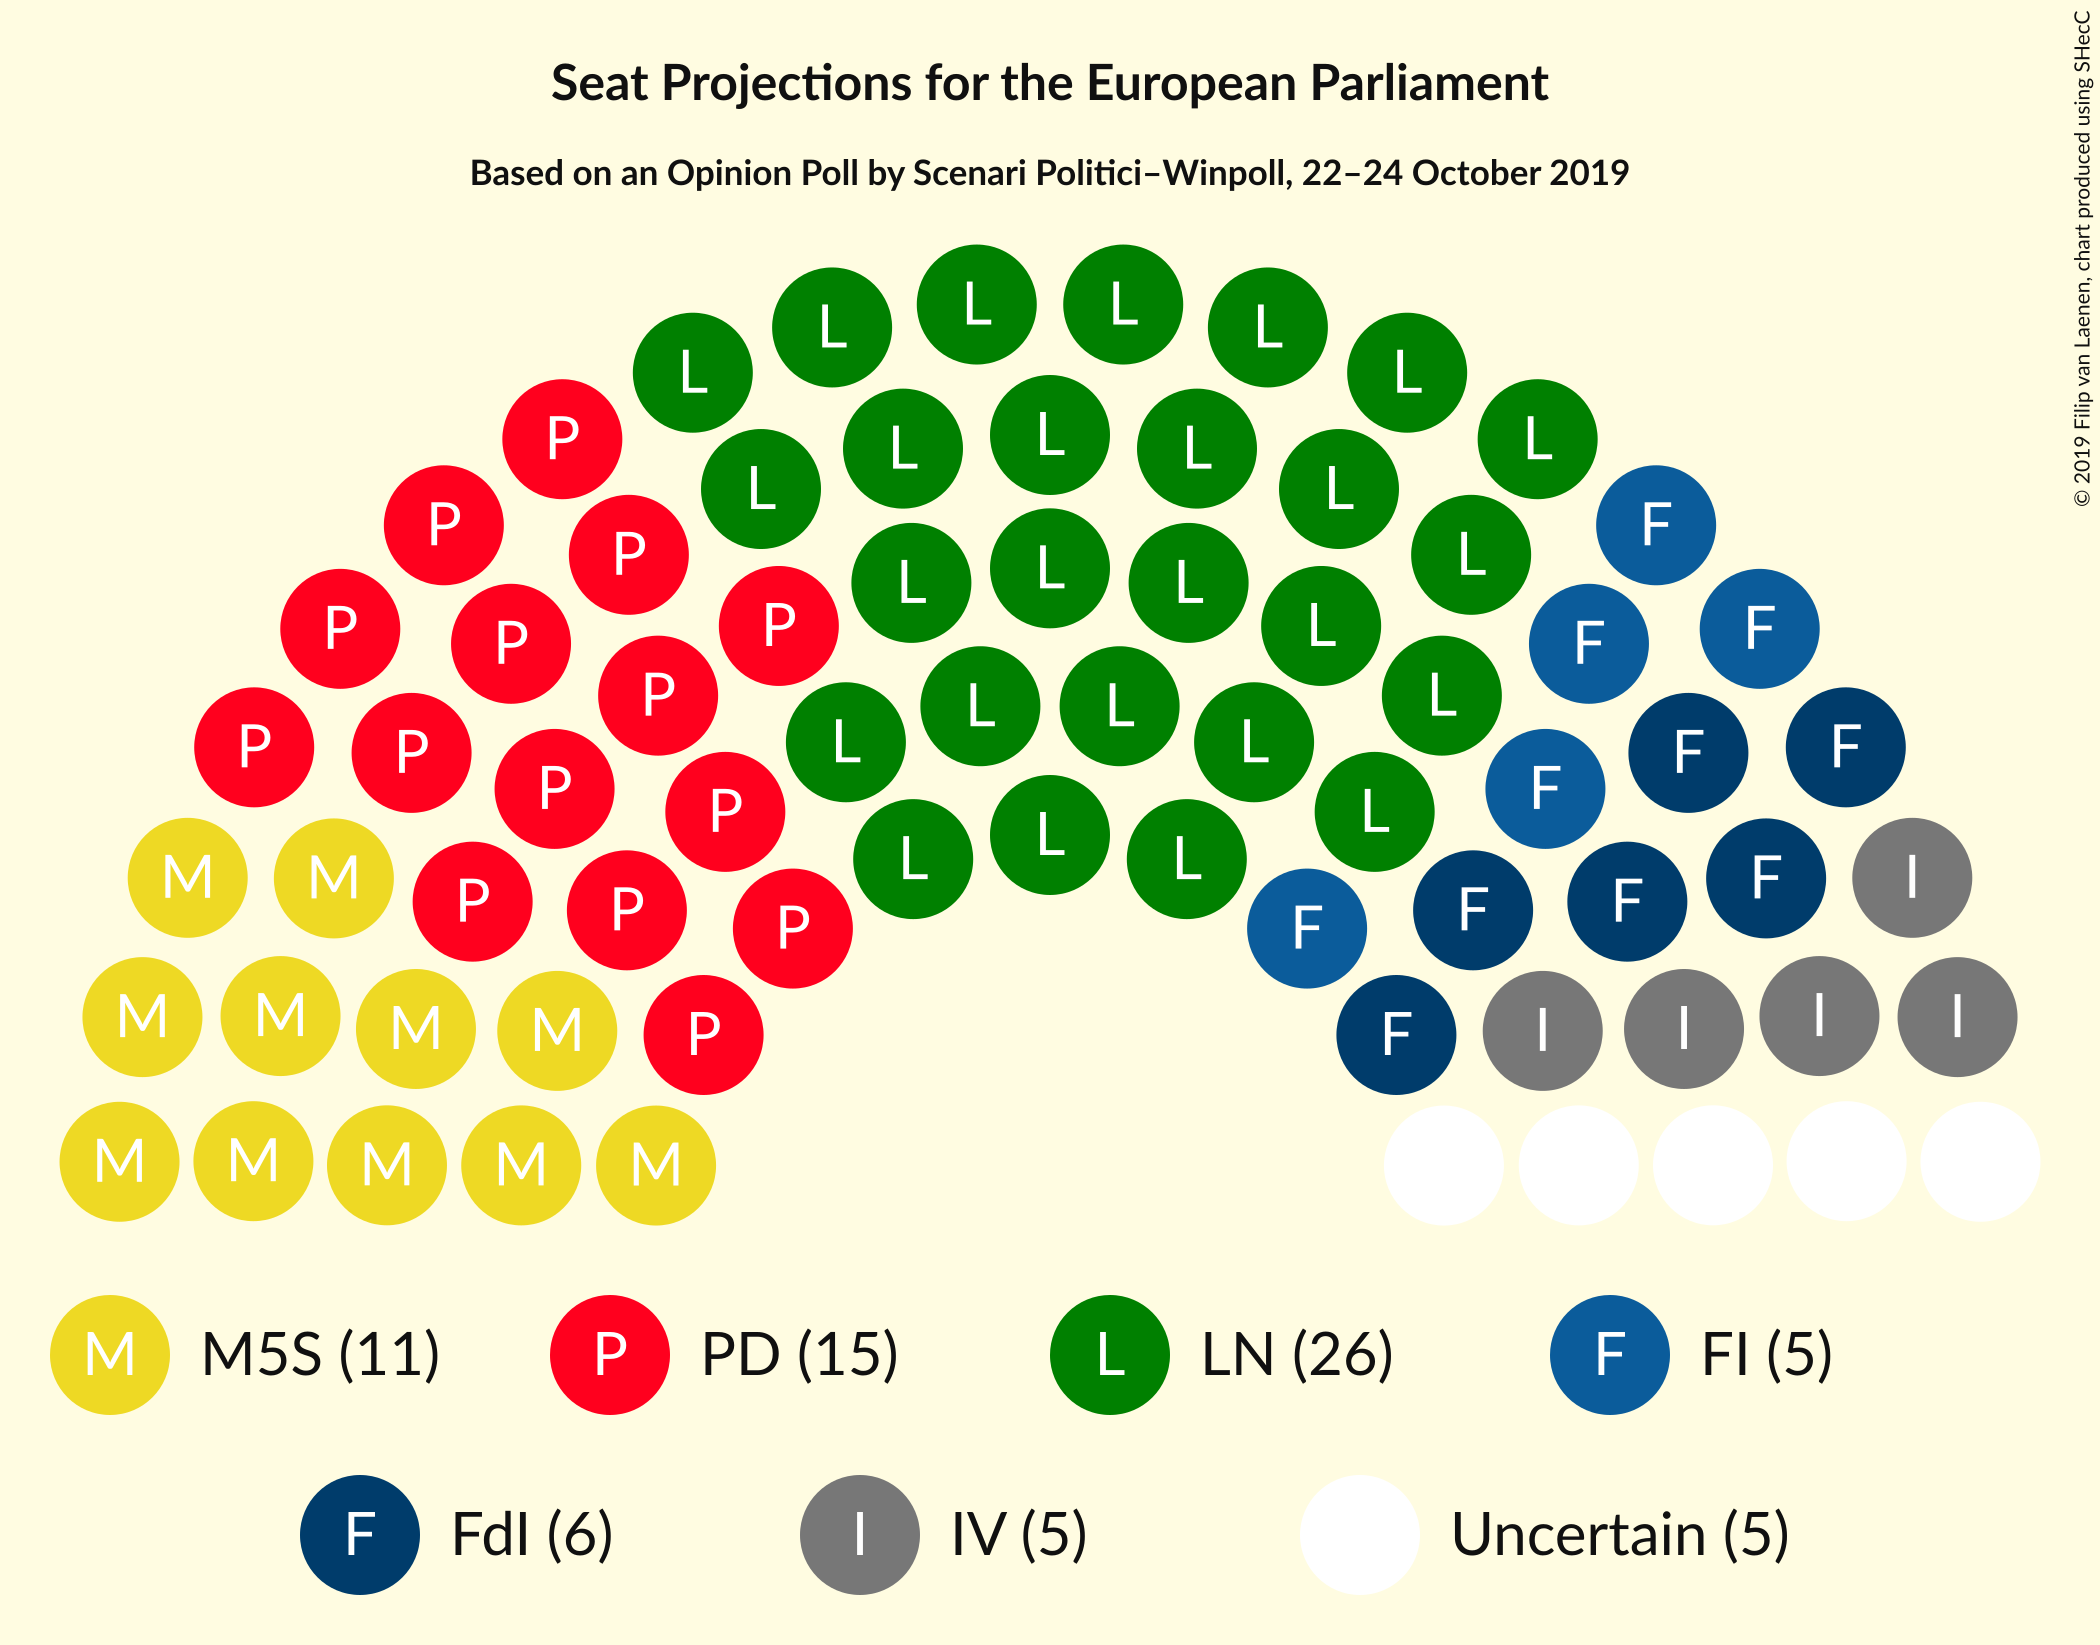 Seat Projections for the European Parliament
Based on an Opinion Poll by Scenari Politici–Winpoll, 22–24 October 2019
© 2019 Filip van Laenen, chart produced using SHecC
L L
L L
L L
L
P L
L L
L L
P F
P L
L
L L
P L
P F
P F
P L
L L
L L
P F
P P
P F
F
P L
L
M M
L L
F
P F
P F
P F
M I
P F
M M
I I
M M
I I
P F
M M
M M M
M M5S (11) P PD (15) L LN (26) F FI (5)
F FdI (6) I IV (5) Uncertain (5)